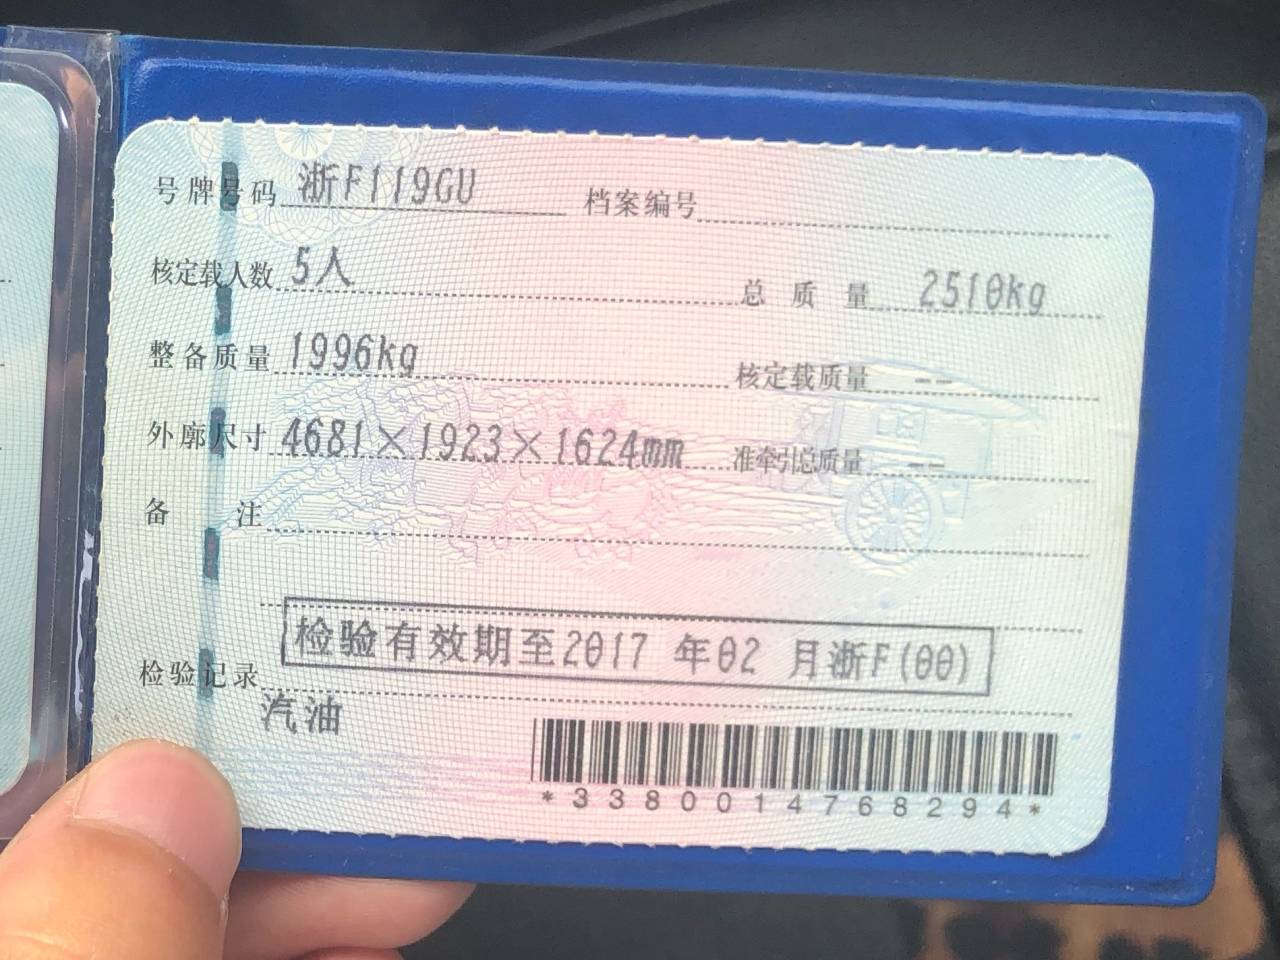 号牌号码 浙F119GU 档案编号
核定载人数 5人 总质量 2510kg
整备质量 1996kg 核定载质量 --
外廓尺寸 4681×1923×1624mm 准牵引总质量 --
备注
检验记录 检验有效期至2017 年02 月浙F(00)
汽油
*3380014768294*